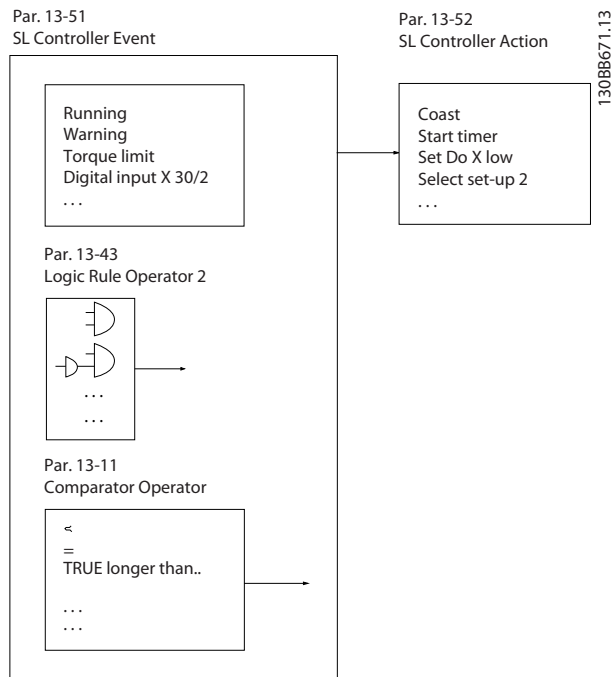 Par. 13-51
SL Controller Event
Par. 13-52
SL Controller Action
130BB671.13
Running
Warning
Torque limit
Digital input X 30/2
. . .
Coast
Start timer
Set Do X low
Select set-up 2
. . .
Par. 13-43
Logic Rule Operator 2
. . .
. . .
Par. 13-11
Comparator Operator
=
TRUE longer than..
. . .
. . .